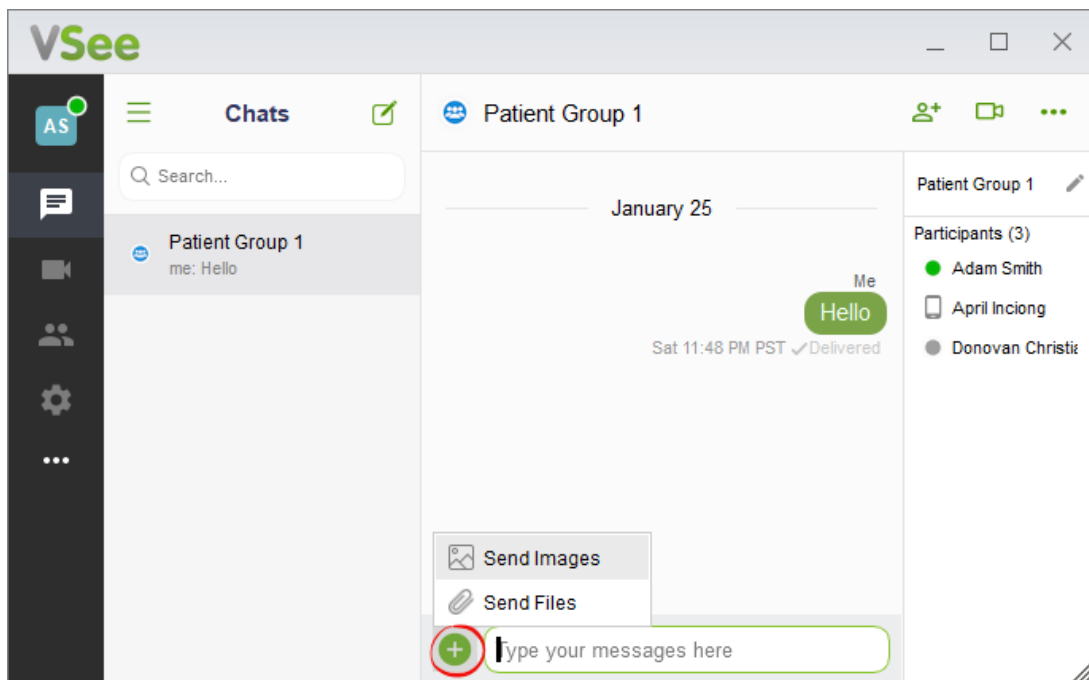 VSee
AS
Chats
Search...
Patient Group 1
me: Hello
Patient Group 1
January 25
Me
Hello
Sat 11:48 PM PST ✓Delivered
Send Images
Send Files
Type your messages here
Patient Group 1
Participants (3)
Adam Smith
April Inciong
Donovan